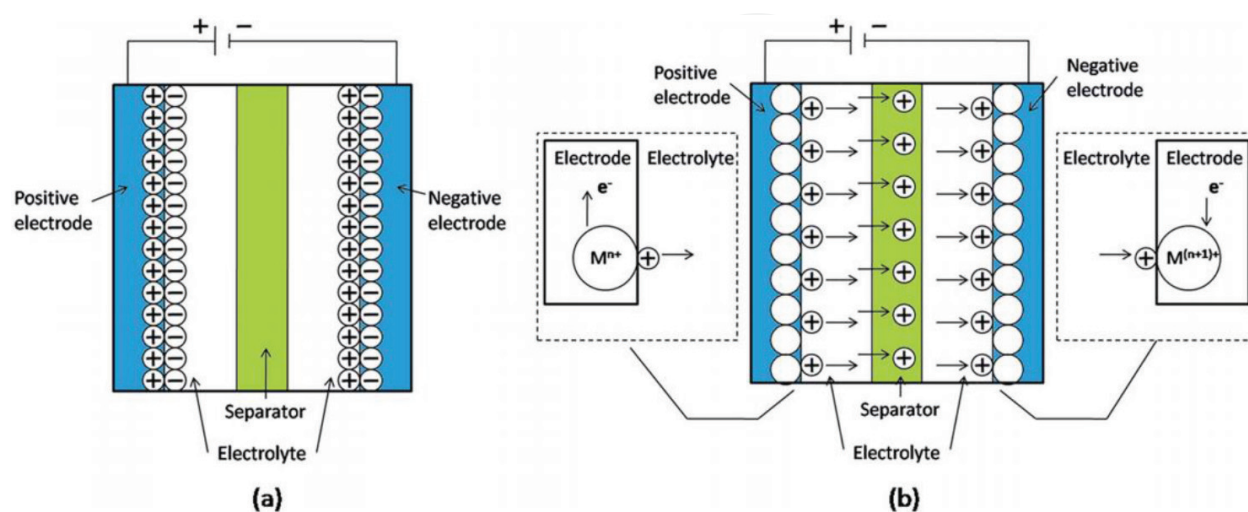 + −
Positive
electrode
Negative
electrode
Separator
Electrolyte
(a)
+ −
Positive
electrode
Negative
electrode
Electrode
Electrolyte
e⁻
Mⁿ⁺
Electrolyte
Electrode
e⁻
M⁽ⁿ⁺¹⁾⁺
Separator
Electrolyte
(b)